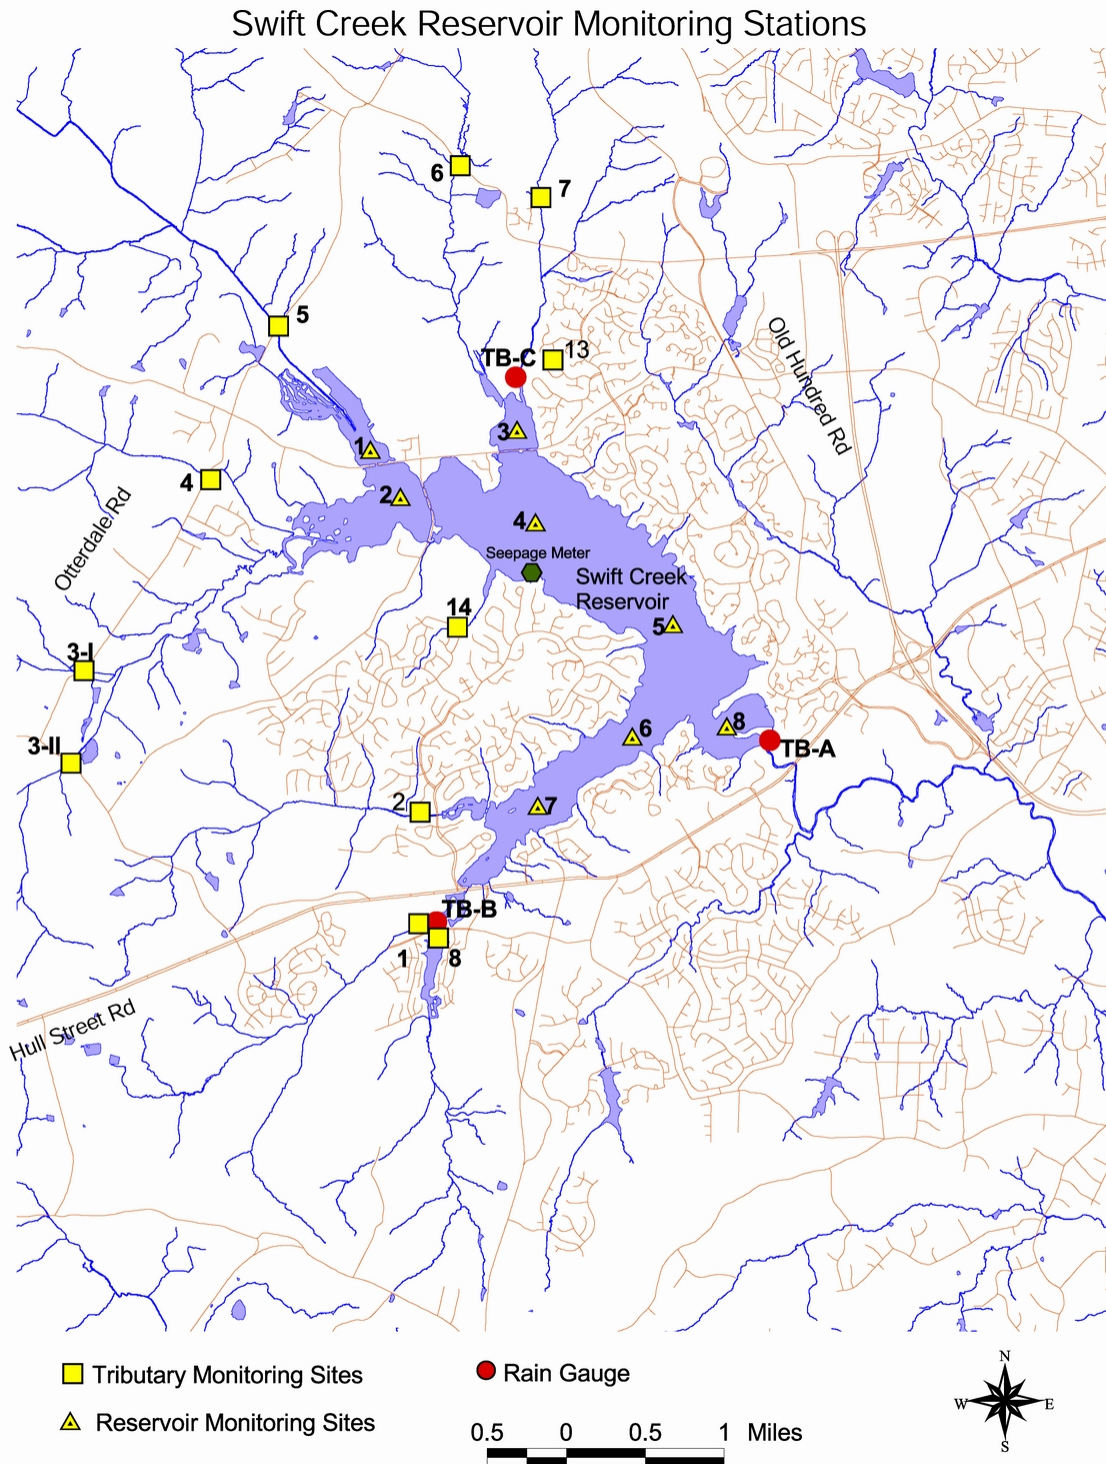 Swift Creek Reservoir Monitoring Stations
6
7
5
13
TB-C
Old Hundred Rd
3
1
4
2
4
Otterdale Rd
Seepage Meter
Swift Creek
Reservoir
14
5
3-I
8
6
3-II
TB-A
2
7
TB-B
1
8
Hull Street Rd
Tributary Monitoring Sites
Rain Gauge
Reservoir Monitoring Sites
0.5 0 0.5 1 Miles
N
W
E
S